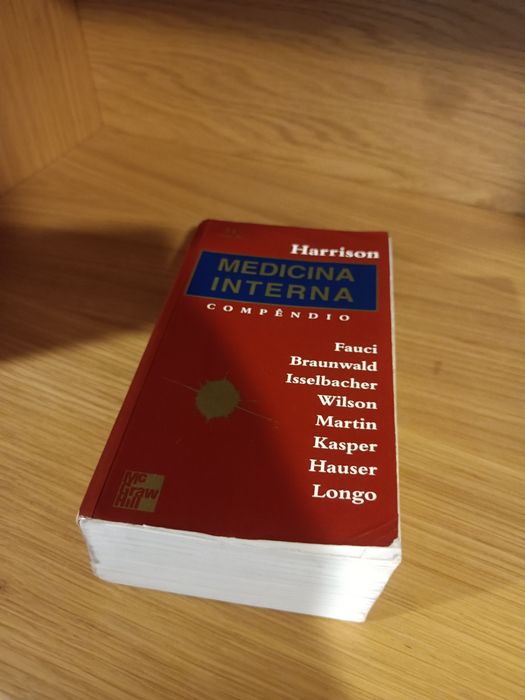 Harrison
MEDICINA
INTERNA
COMPÊNDIO
Fauci
Braunwald
Isselbacher
Wilson
Martin
Kasper
Hauser
Longo
Mc
Graw
Hill